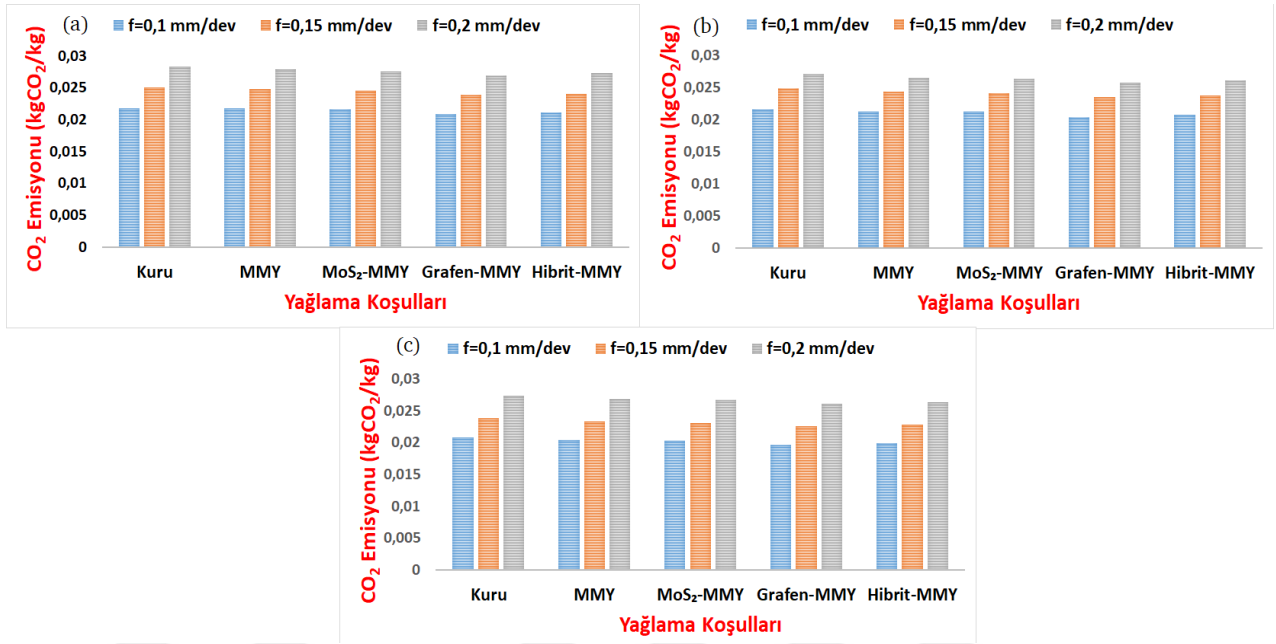 (a)
f=0,1 mm/dev f=0,15 mm/dev f=0,2 mm/dev
CO₂ Emisyonu (kgCO₂/kg)
0,03
0,025
0,02
0,015
0,01
0,005
0
Kuru MMY MoS₂-MMY Grafen-MMY Hibrit-MMY
Yağlama Koşulları
(b)
f=0,1 mm/dev f=0,15 mm/dev f=0,2 mm/dev
CO₂ Emisyonu (kgCO₂/kg)
0,03
0,025
0,02
0,015
0,01
0,005
0
Kuru MMY MoS₂-MMY Grafen-MMY Hibrit-MMY
Yağlama Koşulları
(c)
f=0,1 mm/dev f=0,15 mm/dev f=0,2 mm/dev
CO₂ Emisyonu (kgCO₂/kg)
0,03
0,025
0,02
0,015
0,01
0,005
0
Kuru MMY MoS₂-MMY Grafen-MMY Hibrit-MMY
Yağlama Koşulları